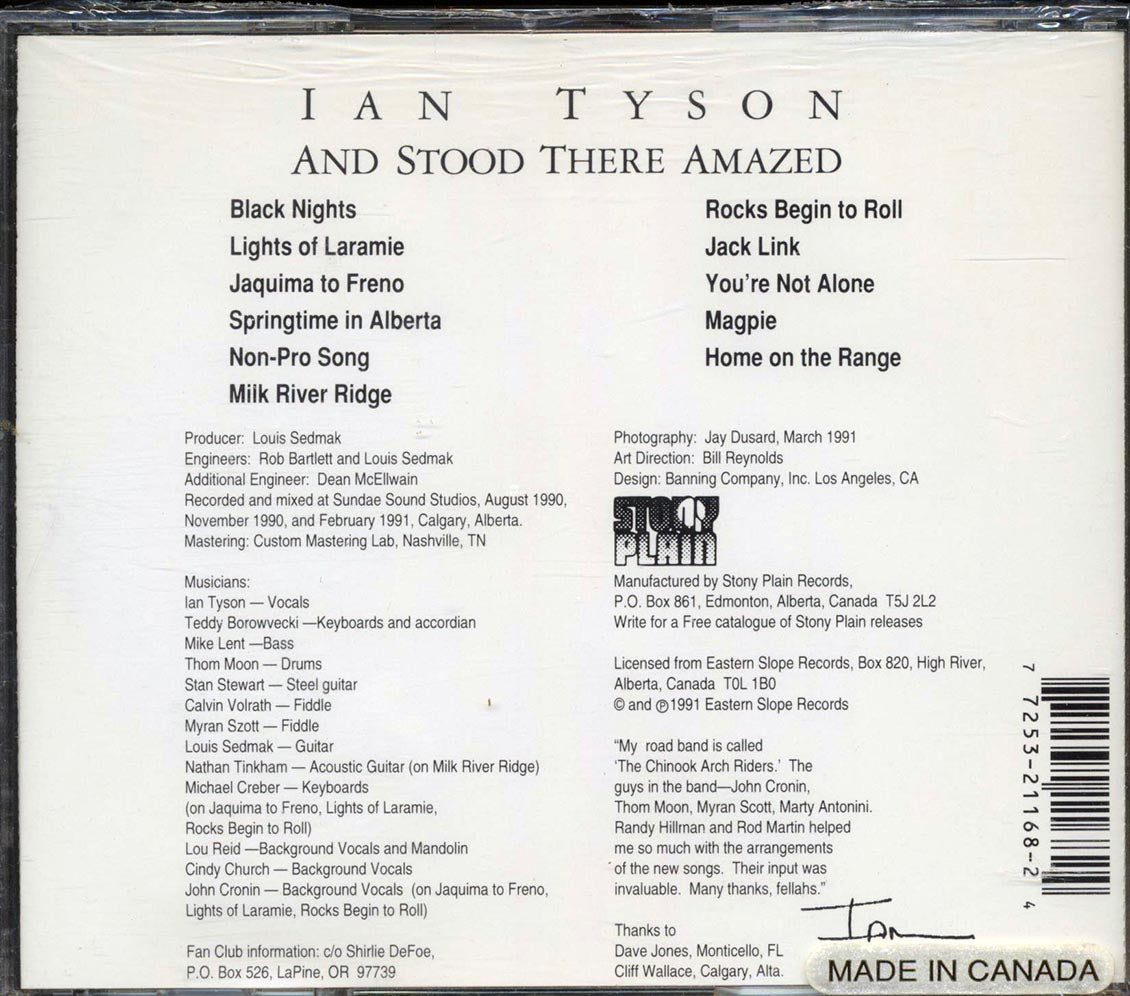 IAN TYSON
AND STOOD THERE AMAZED
Black Nights
Lights of Laramie
Jaquima to Freno
Springtime in Alberta
Non-Pro Song
Milk River Ridge
Rocks Begin to Roll
Jack Link
You're Not Alone
Magpie
Home on the Range
Producer: Louis Sedmak
Engineers: Rob Bartlett and Louis Sedmak
Additional Engineer: Dean McEllwain
Recorded and mixed at Sundae Sound Studios, August 1990,
November 1990, and February 1991, Calgary, Alberta.
Mastering: Custom Mastering Lab, Nashville, TN
Musicians:
Ian Tyson — Vocals
Teddy Borowvecki —Keyboards and accordian
Mike Lent —Bass
Thom Moon — Drums
Stan Stewart — Steel guitar
Calvin Volrath — Fiddle
Myran Szott — Fiddle
Louis Sedmak — Guitar
Nathan Tinkham — Acoustic Guitar (on Milk River Ridge)
Michael Creber — Keyboards
(on Jaquima to Freno, Lights of Laramie,
Rocks Begin to Roll)
Lou Reid —Background Vocals and Mandolin
Cindy Church — Background Vocals
John Cronin — Background Vocals (on Jaquima to Freno,
Lights of Laramie, Rocks Begin to Roll)
Fan Club information: c/o Shirlie DeFoe,
P.O. Box 526, LaPine, OR 97739
Photography: Jay Dusard, March 1991
Art Direction: Bill Reynolds
Design: Banning Company, Inc. Los Angeles, CA
STONY
PLAIN
Manufactured by Stony Plain Records,
P.O. Box 861, Edmonton, Alberta, Canada T5J 2L2
Write for a Free catalogue of Stony Plain releases
Licensed from Eastern Slope Records, Box 820, High River,
Alberta, Canada T0L 1B0
© and ℗1991 Eastern Slope Records
"My road band is called
'The Chinook Arch Riders.' The
guys in the band—John Cronin,
Thom Moon, Myran Scott, Marty Antonini.
Randy Hillrnan and Rod Martin helped
me so much with the arrangements
of the new songs. Their input was
invaluable. Many thanks, fellahs."
Ian
Thanks to
Dave Jones, Monticello, FL
Cliff Wallace, Calgary, Alta.
7 7253-21168-2 4
MADE IN CANADA